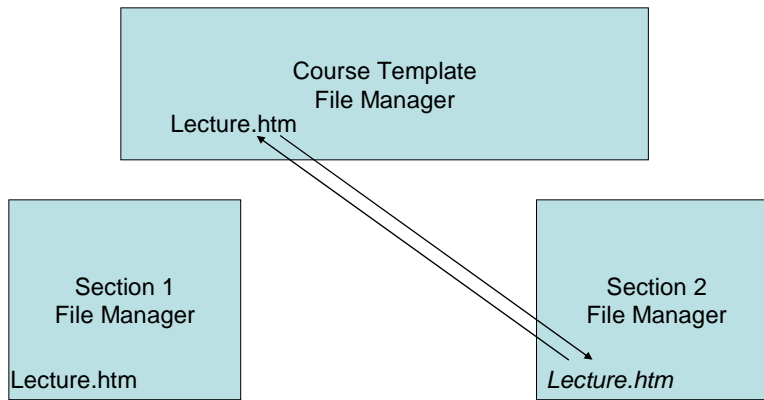 Course Template
File Manager
Lecture.htm
Section 1
File Manager
Lecture.htm
Section 2
File Manager
Lecture.htm